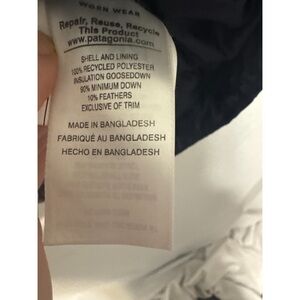 WORN WEAR
Repair, Reuse, Recycle
This Product
www.patagonia.com
SHELL AND LINING
100% RECYCLED POLYESTER
INSULATION GOOSEDOWN
90% MINIMUM DOWN
10% FEATHERS
EXCLUSIVE OF TRIM
MADE IN BANGLADESH
FABRIQUÉ AU BANGLADESH
HECHO EN BANGLADESH